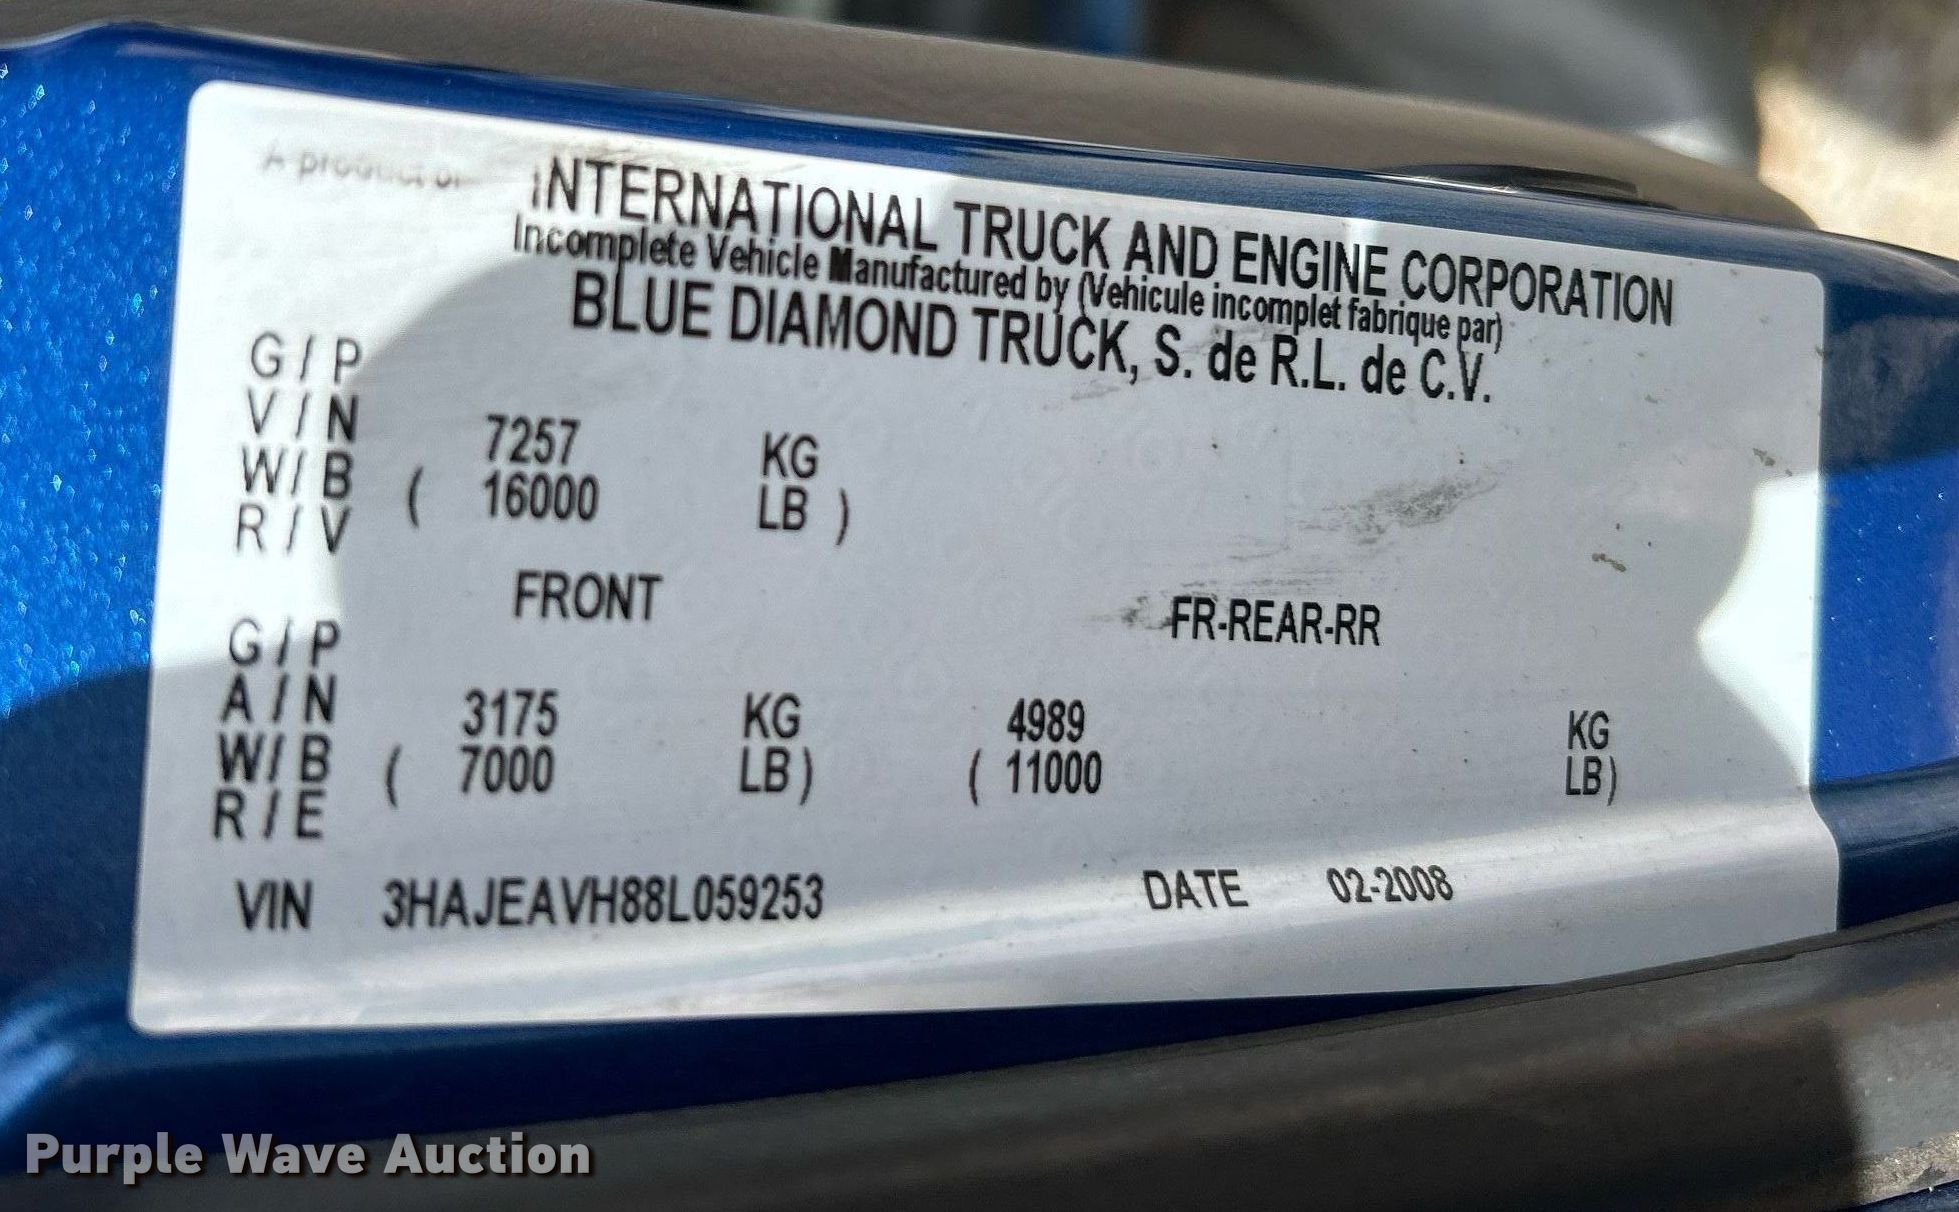 A product of INTERNATIONAL TRUCK AND ENGINE CORPORATION
Incomplete Vehicle Manufactured by (Vehicule incomplet fabrique par)
BLUE DIAMOND TRUCK, S. de R.L. de C.V.
G / P
V / N 7257 KG
W / B ( 16000 LB )
R / V
FRONT FR-REAR-RR
G / P
A / N 3175 KG 4989 KG
W / B ( 7000 LB ) ( 11000 LB )
R / E
VIN 3HAJEAVH88L059253 DATE 02-2008
Purple Wave Auction